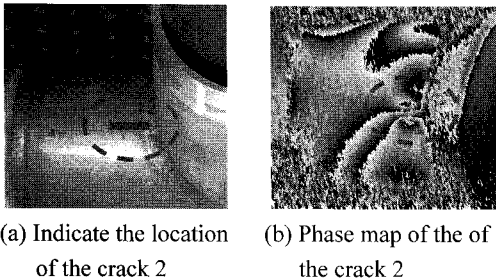 (a) Indicate the location
of the crack 2
(b) Phase map of the of
the crack 2